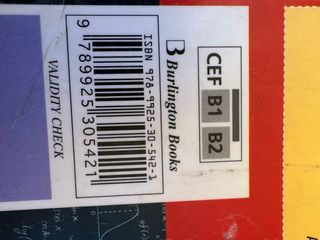 CEF B1 B2
B Burlington Books
ISBN 978-9925-30-542-1
9 789925 305421
VALIDITY CHECK